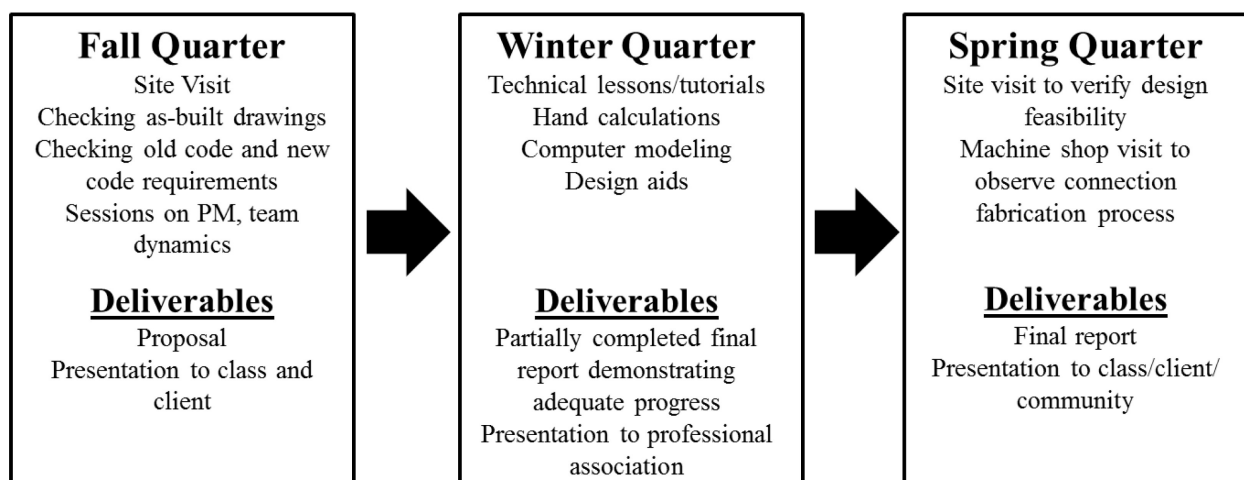 Fall Quarter
Site Visit
Checking as-built drawings
Checking old code and new
code requirements
Sessions on PM, team
dynamics
Deliverables
Proposal
Presentation to class and
client
Winter Quarter
Technical lessons/tutorials
Hand calculations
Computer modeling
Design aids
Deliverables
Partially completed final
report demonstrating
adequate progress
Presentation to professional
association
Spring Quarter
Site visit to verify design
feasibility
Machine shop visit to
observe connection
fabrication process
Deliverables
Final report
Presentation to class/client/
community